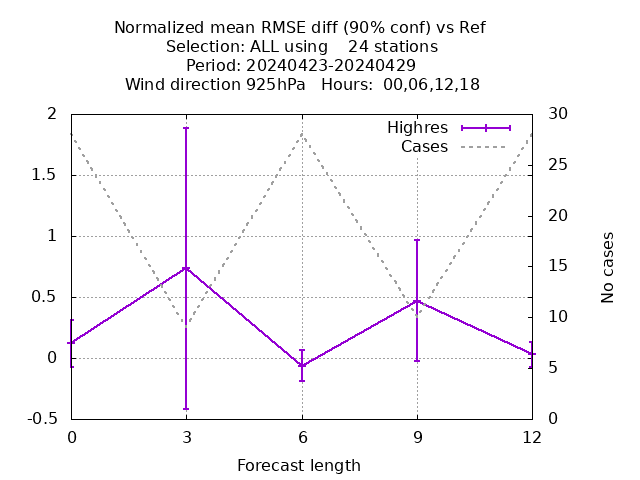 Normalized mean RMSE diff (90% conf) vs Ref
Selection: ALL using    24 stations
Period: 20240423-20240429
Wind direction 925hPa   Hours:  00,06,12,18
2
1.5
1
0.5
0
-0.5
30
25
20
15
10
5
0
Highres
Cases
No cases
0
3
6
9
12
Forecast length